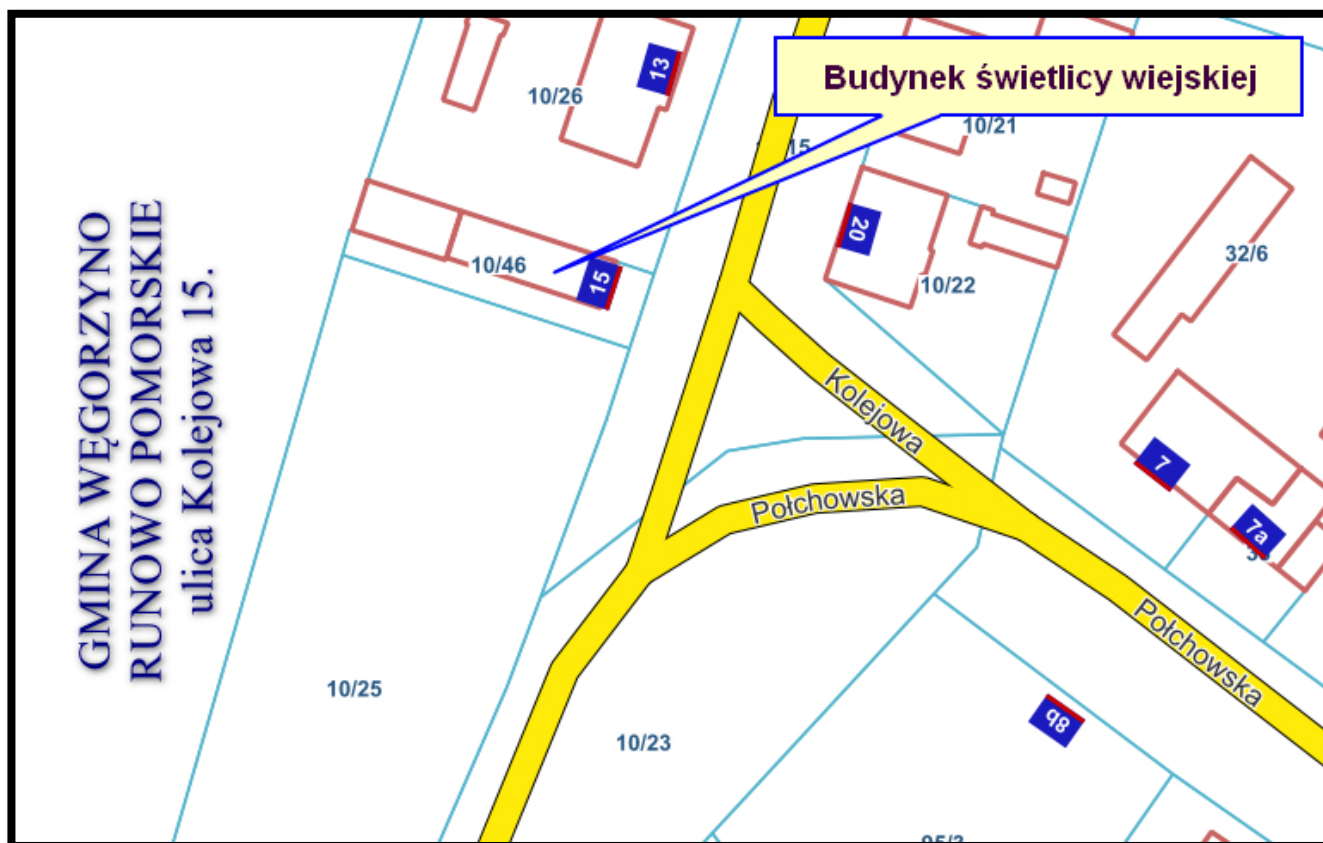 GMINA WĘGORZYNO
RUNOWO POMORSKIE
ulica Kolejowa 15.
Budynek świetlicy wiejskiej
13
10/26
15
10/21
20
10/22
32/6
10/46
15
Kolejowa
Połchowska
7
7a
Połchowska
10/25
10/23
8b